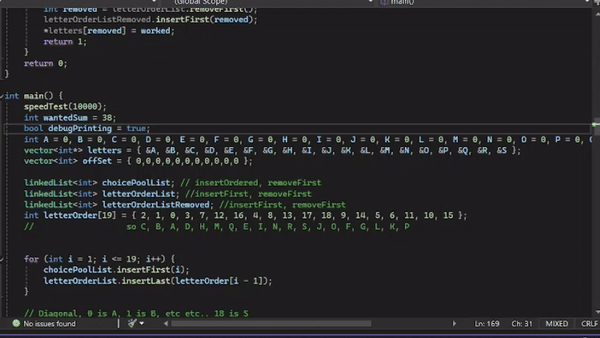 (Global Scope)
main()
int removed = letterOrderList.removeFirst();
letterOrderListRemoved.insertFirst(removed);
*letters[removed] = worked;
return 1;
}
return 0;
}
int main() {
speedTest(10000);
int wantedSum = 38;
bool debugPrinting = true;
int A = 0, B = 0, C = 0, D = 0, E = 0, F = 0, G = 0, H = 0, I = 0, J = 0, K = 0, L = 0, M = 0, N = 0, O = 0, P = 0,
vector<int*> letters = { &A, &B, &C, &D, &E, &F, &G, &H, &I, &J, &K, &L, &M, &N, &O, &P, &Q, &R, &S };
vector<int> offSet = { 0,0,0,0,0,0,0,0,0,0,0 };
linkedList<int> choicePoolList; // insertOrdered, removeFirst
linkedList<int> letterOrderList; //insertFirst, removeFirst
linkedList<int> letterOrderListRemoved; //insertFirst, removeFirst
int letterOrder[19] = { 2, 1, 0, 3, 7, 12, 16, 4, 8, 13, 17, 18, 9, 14, 5, 6, 11, 10, 15 };
// so C, B, A, D, H, M, Q, E, I, N, R, S, J, O, F, G, L, K, P
for (int i = 1; i <= 19; i++) {
choicePoolList.insertFirst(i);
letterOrderList.insertLast(letterOrder[i - 1]);
}
// Diagonal, 0 is A, 1 is B, etc etc.. 18 is S
No issues found
Ln: 169 Ch: 31 MIXED CRLF